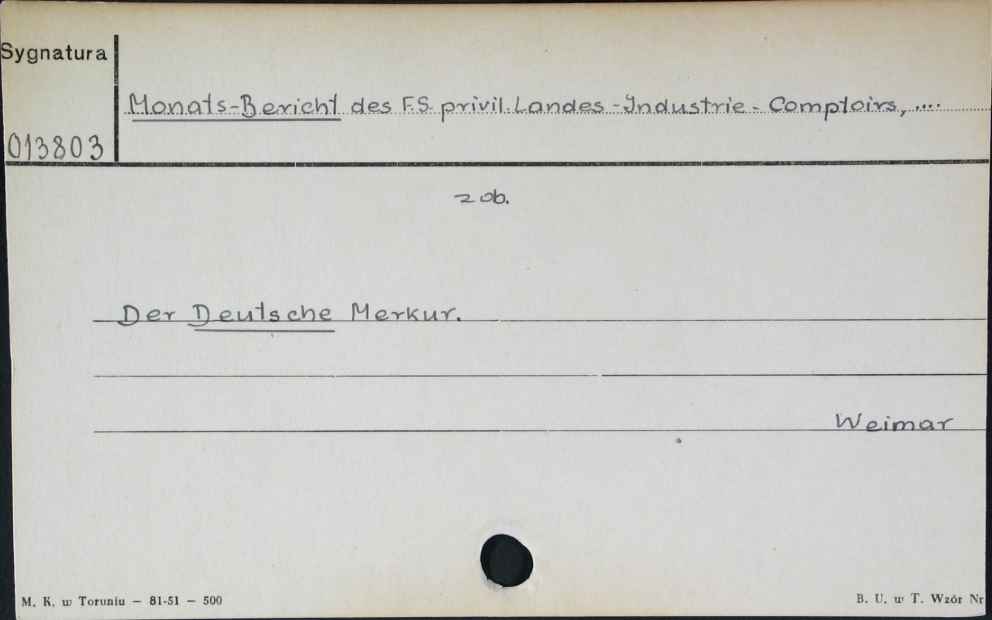 Sygnatura
Monats-Bericht des F.S. privil. Landes-Industrie-Comptoirs, ....
013803
zob.
Der Deutsche Merkur.
Weimar
M. K. w Toruniu — 81-51 — 500
B. U. w T. Wzór Nr